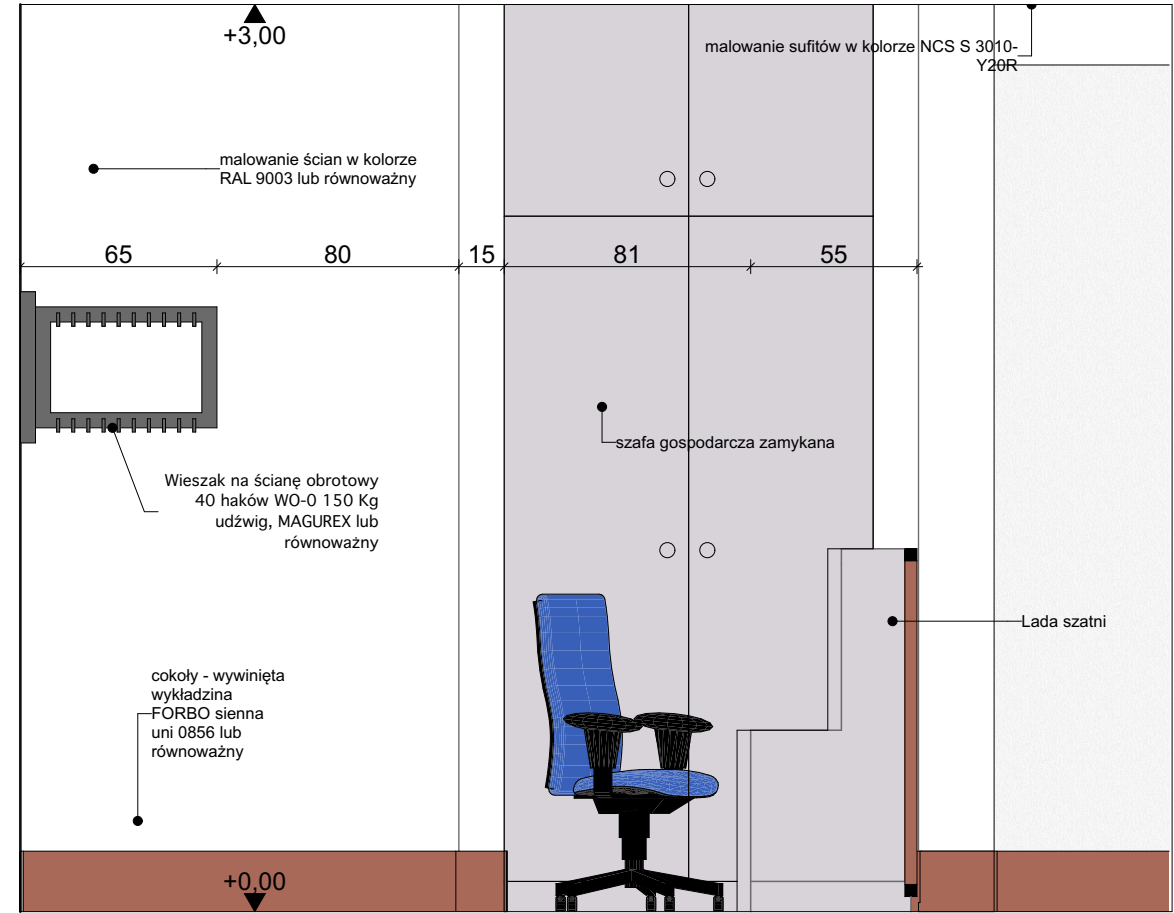 +3,00
malowanie sufitów w kolorze NCS S 3010-
Y20R
malowanie ścian w kolorze
RAL 9003 lub równoważny
65 80 15 81 55
szafa gospodarcza zamykana
Wieszak na ścianę obrotowy
40 haków WO-0 150 Kg
udźwig, MAGUREX lub
równoważny
Lada szatni
cokoły - wywinięta
wykładzina
FORBO sienna
uni 0856 lub
równoważny
+0,00